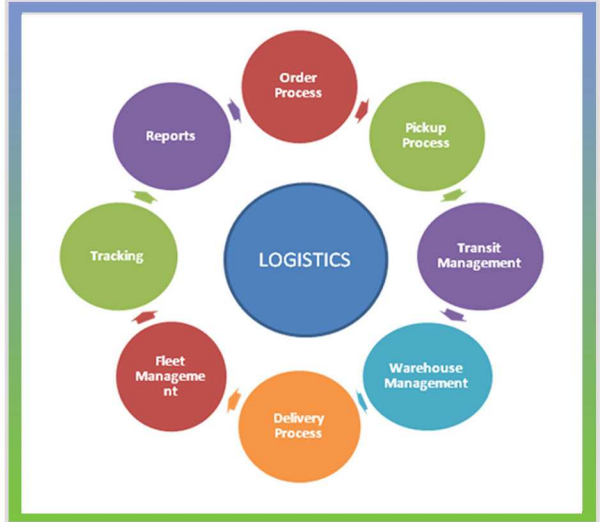 Order
Process
Pickup
Process
Transit
Management
Warehouse
Management
Delivery
Process
Fleet
Manageme
nt
Tracking
Reports
LOGISTICS